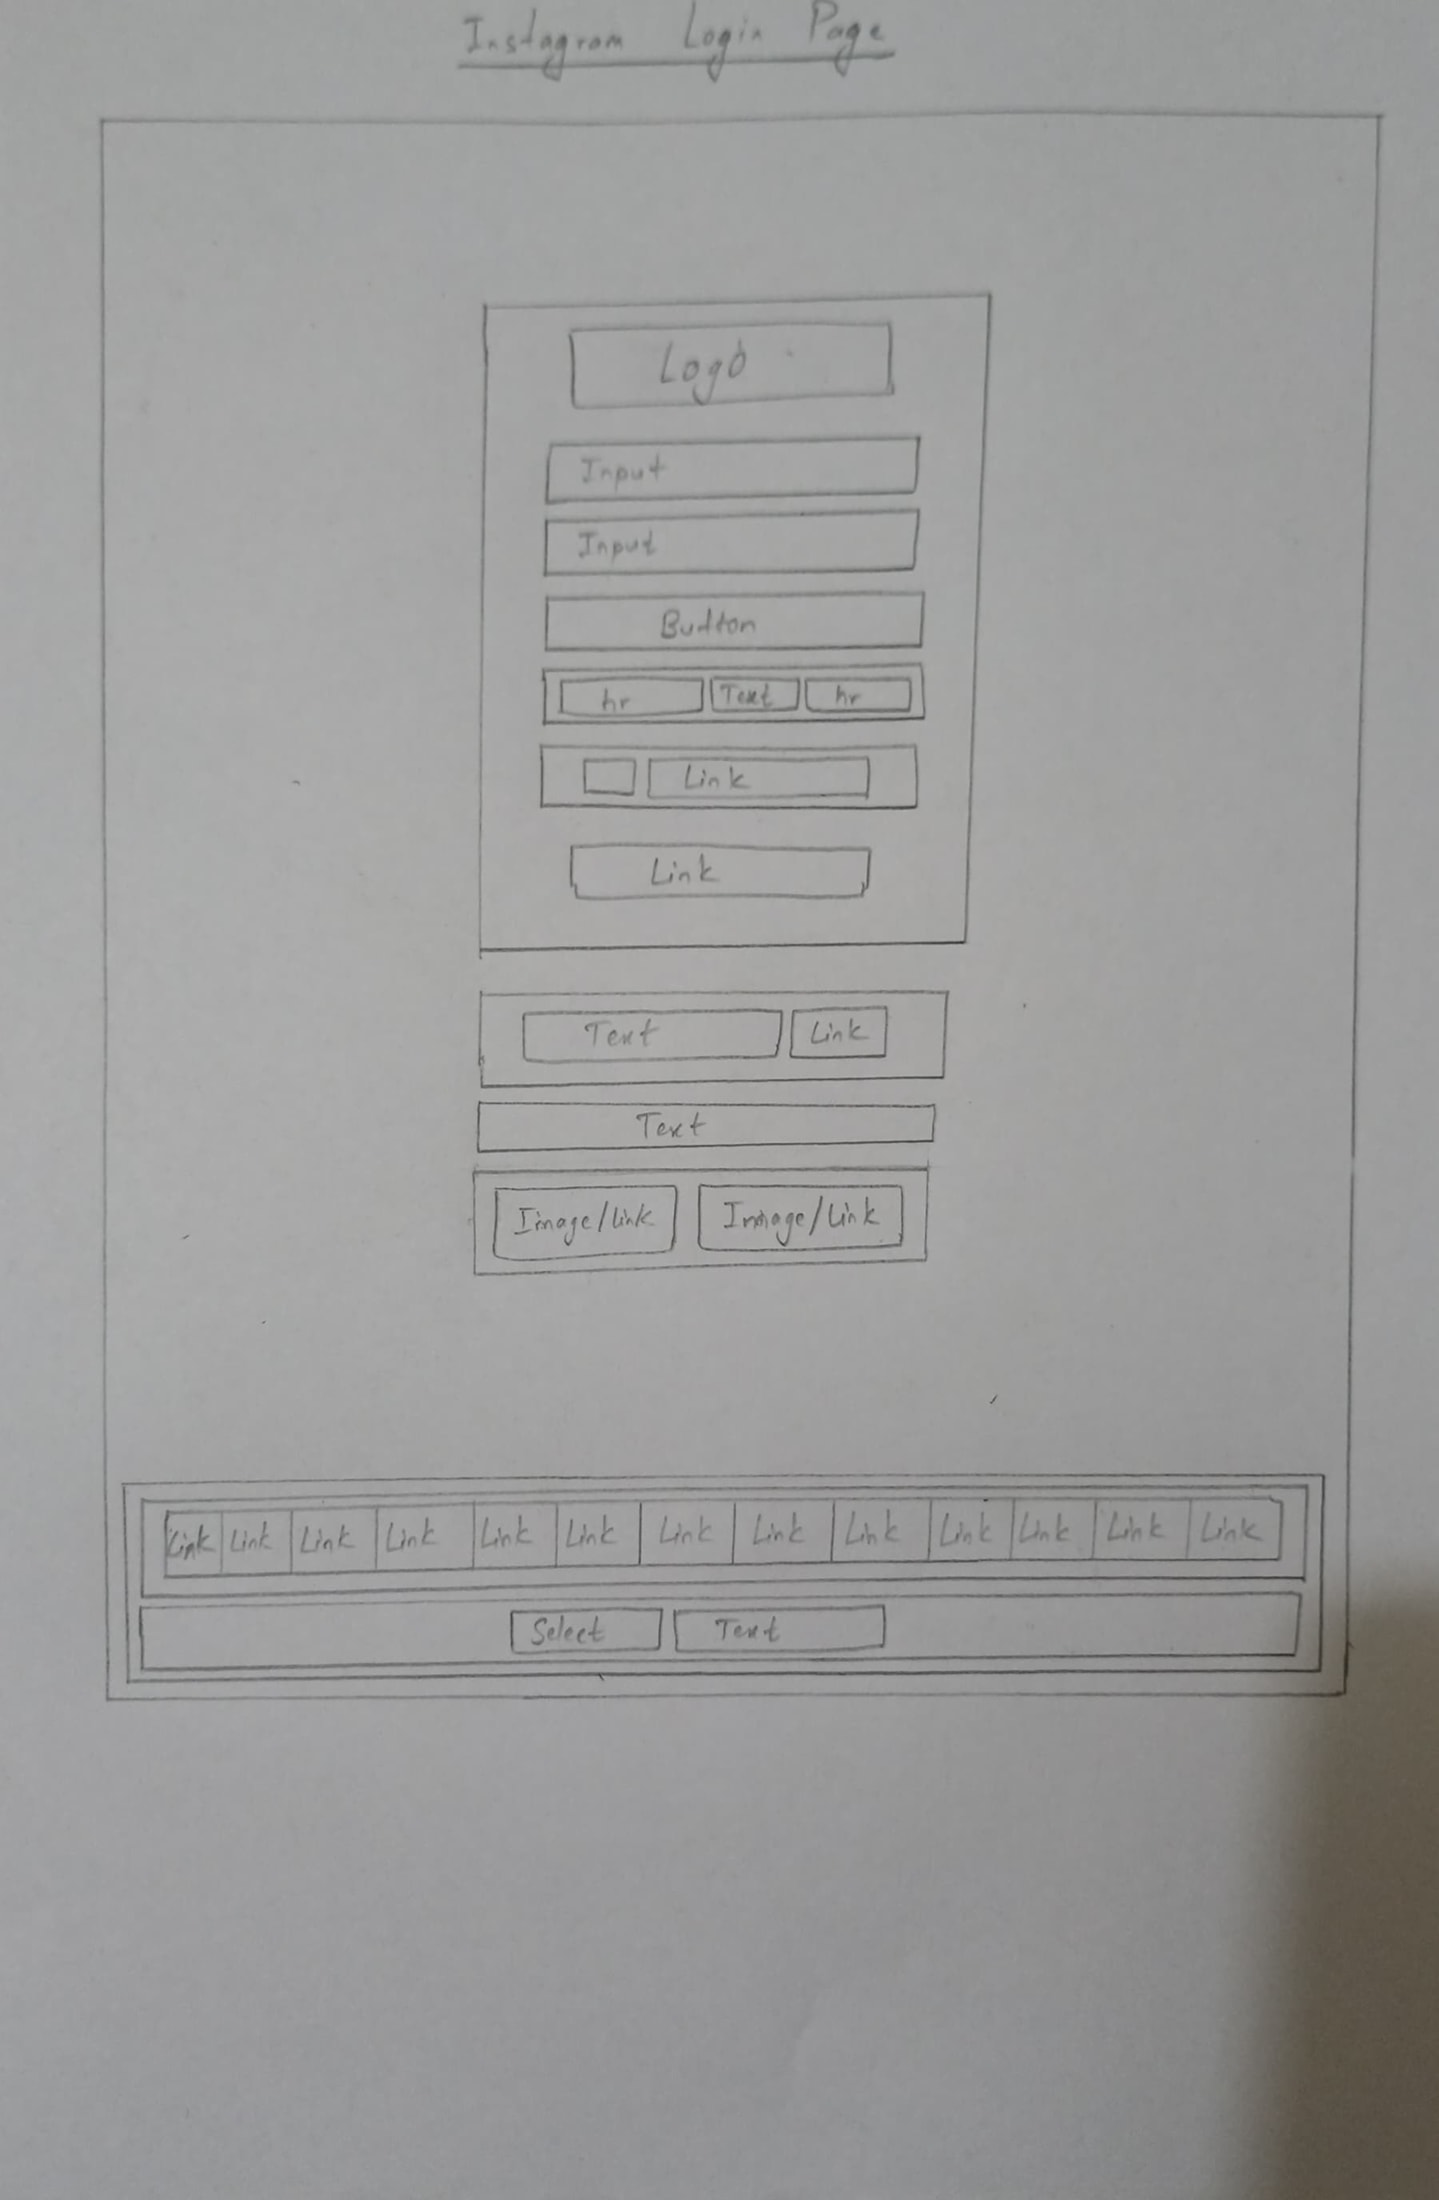 Instagram Login Page
Logo
Input
Input
Button
hr Text hr
Link
Link
Text Link
Text
Image/Link Image/Link
Link Link Link Link Link Link Link Link Link Link Link Link Link
Select Text